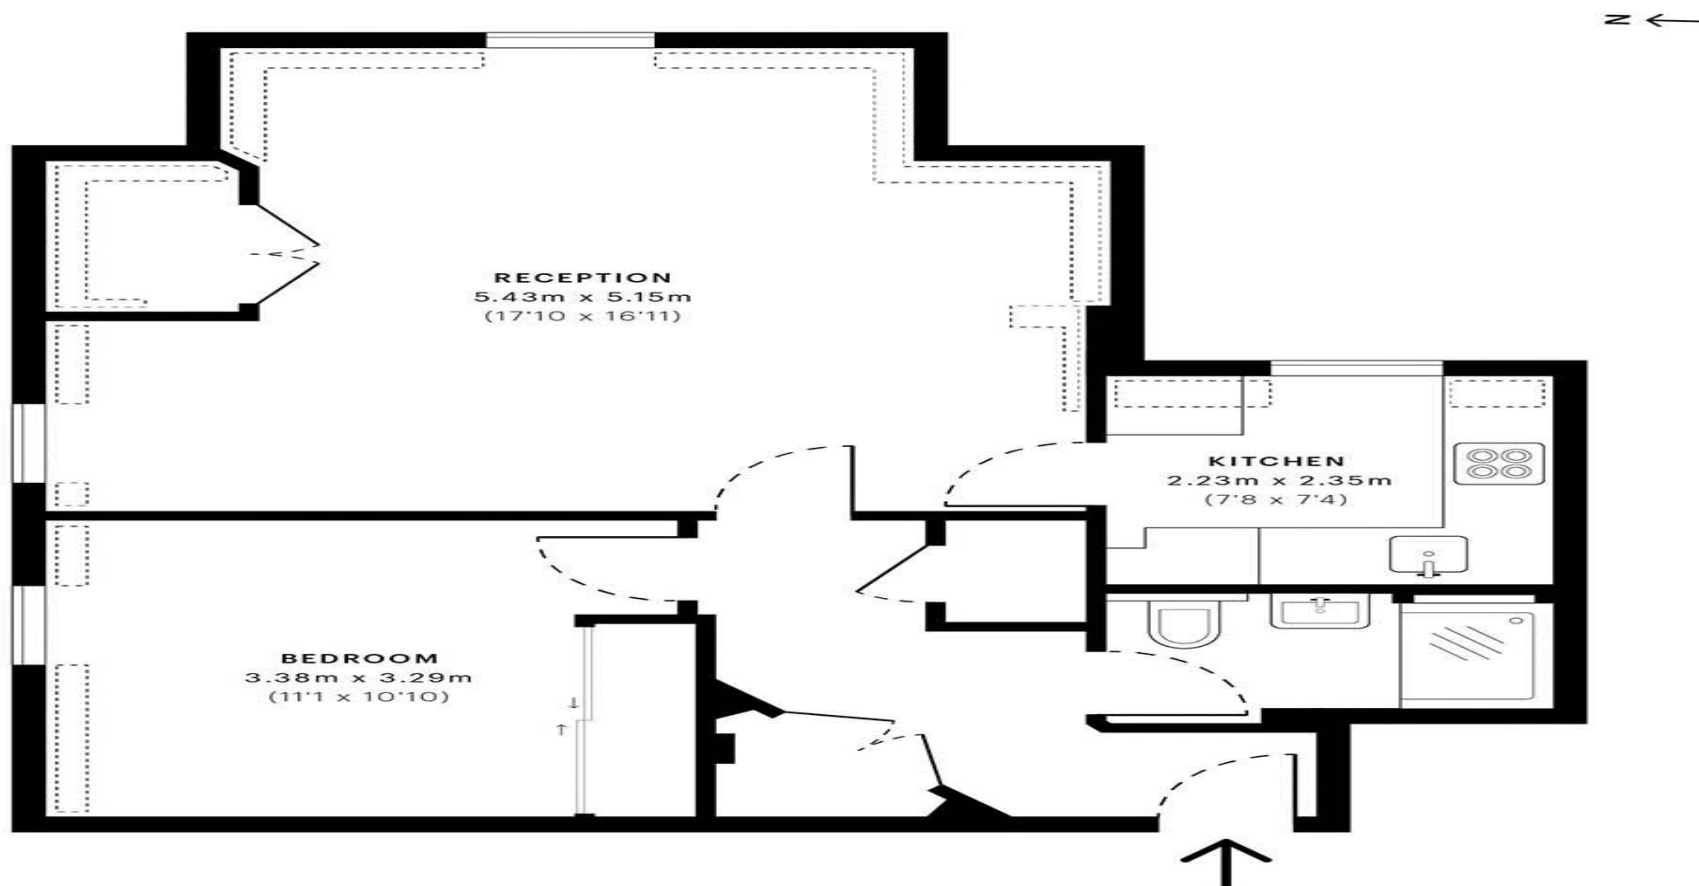 N
RECEPTION
5.43m x 5.15m
(17'10 x 16'11)
KITCHEN
2.23m x 2.35m
(7'8 x 7'4)
BEDROOM
3.38m x 3.29m
(11'1 x 10'10)